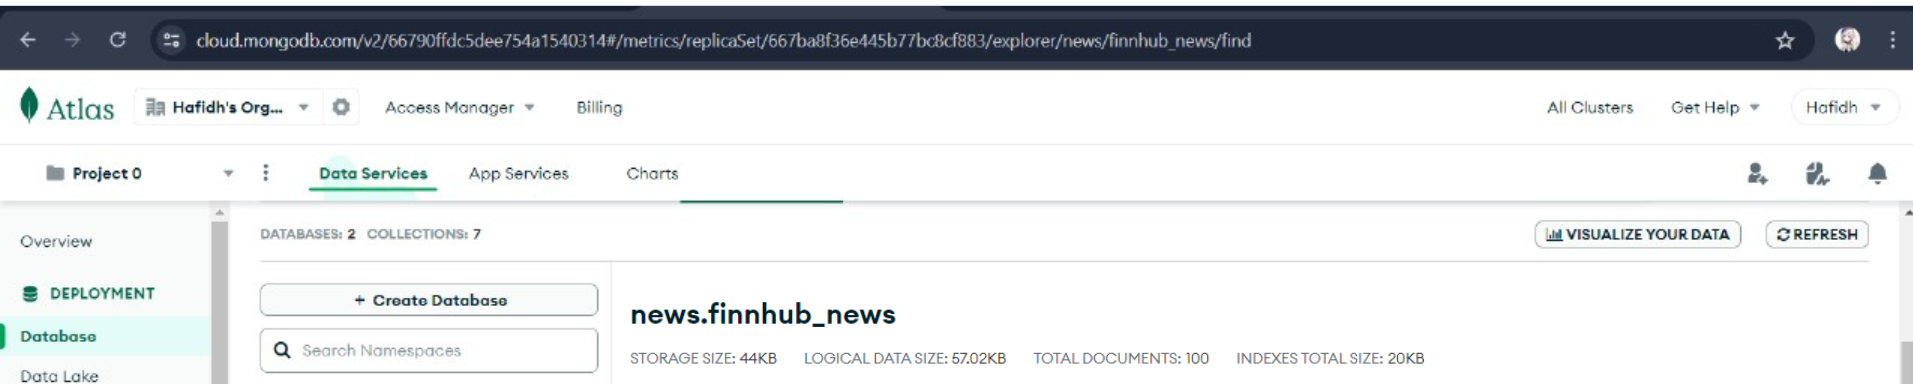 cloud.mongodb.com/v2/66790ffdc5dee754a1540314#/metrics/replicaSet/667ba8f36e445b77bc8cf883/explorer/news/finnhub_news/find
Atlas Hafidh's Org... Access Manager Billing All Clusters Get Help Hafidh
Project 0 Data Services App Services Charts
Overview DATABASES: 2 COLLECTIONS: 7 VISUALIZE YOUR DATA REFRESH
DEPLOYMENT + Create Database
news.finnhub_news
Database Search Namespaces
STORAGE SIZE: 44KB LOGICAL DATA SIZE: 57.02KB TOTAL DOCUMENTS: 100 INDEXES TOTAL SIZE: 20KB
Data Lake